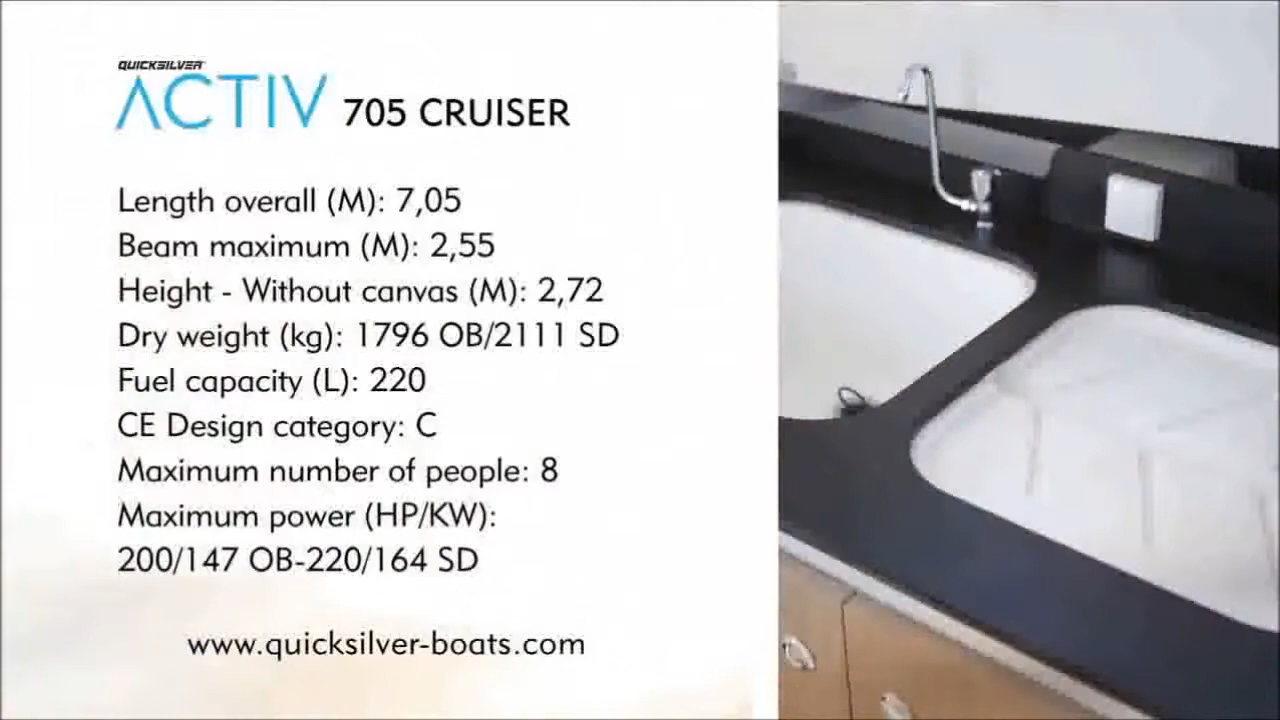 QUICKSILVER
ACTIV 705 CRUISER
Length overall (M): 7,05
Beam maximum (M): 2,55
Height - Without canvas (M): 2,72
Dry weight (kg): 1796 OB/2111 SD
Fuel capacity (L): 220
CE Design category: C
Maximum number of people: 8
Maximum power (HP/KW):
200/147 OB-220/164 SD
www.quicksilver-boats.com